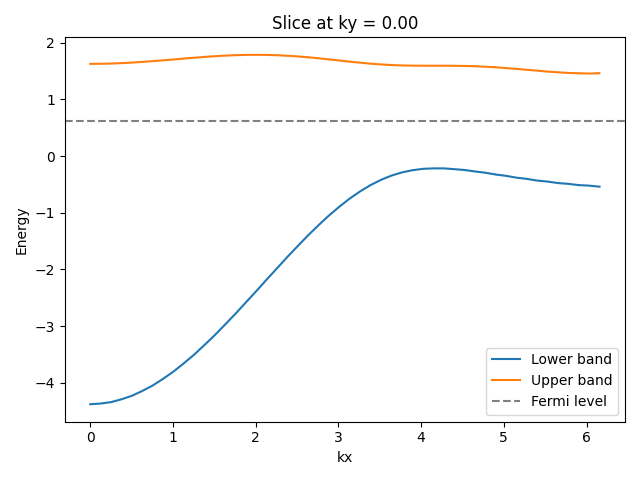 Slice at ky = 0.00
Energy
2
1
0
−1
−2
−3
−4
0
1
2
3
4
5
6
kx
Lower band
Upper band
Fermi level